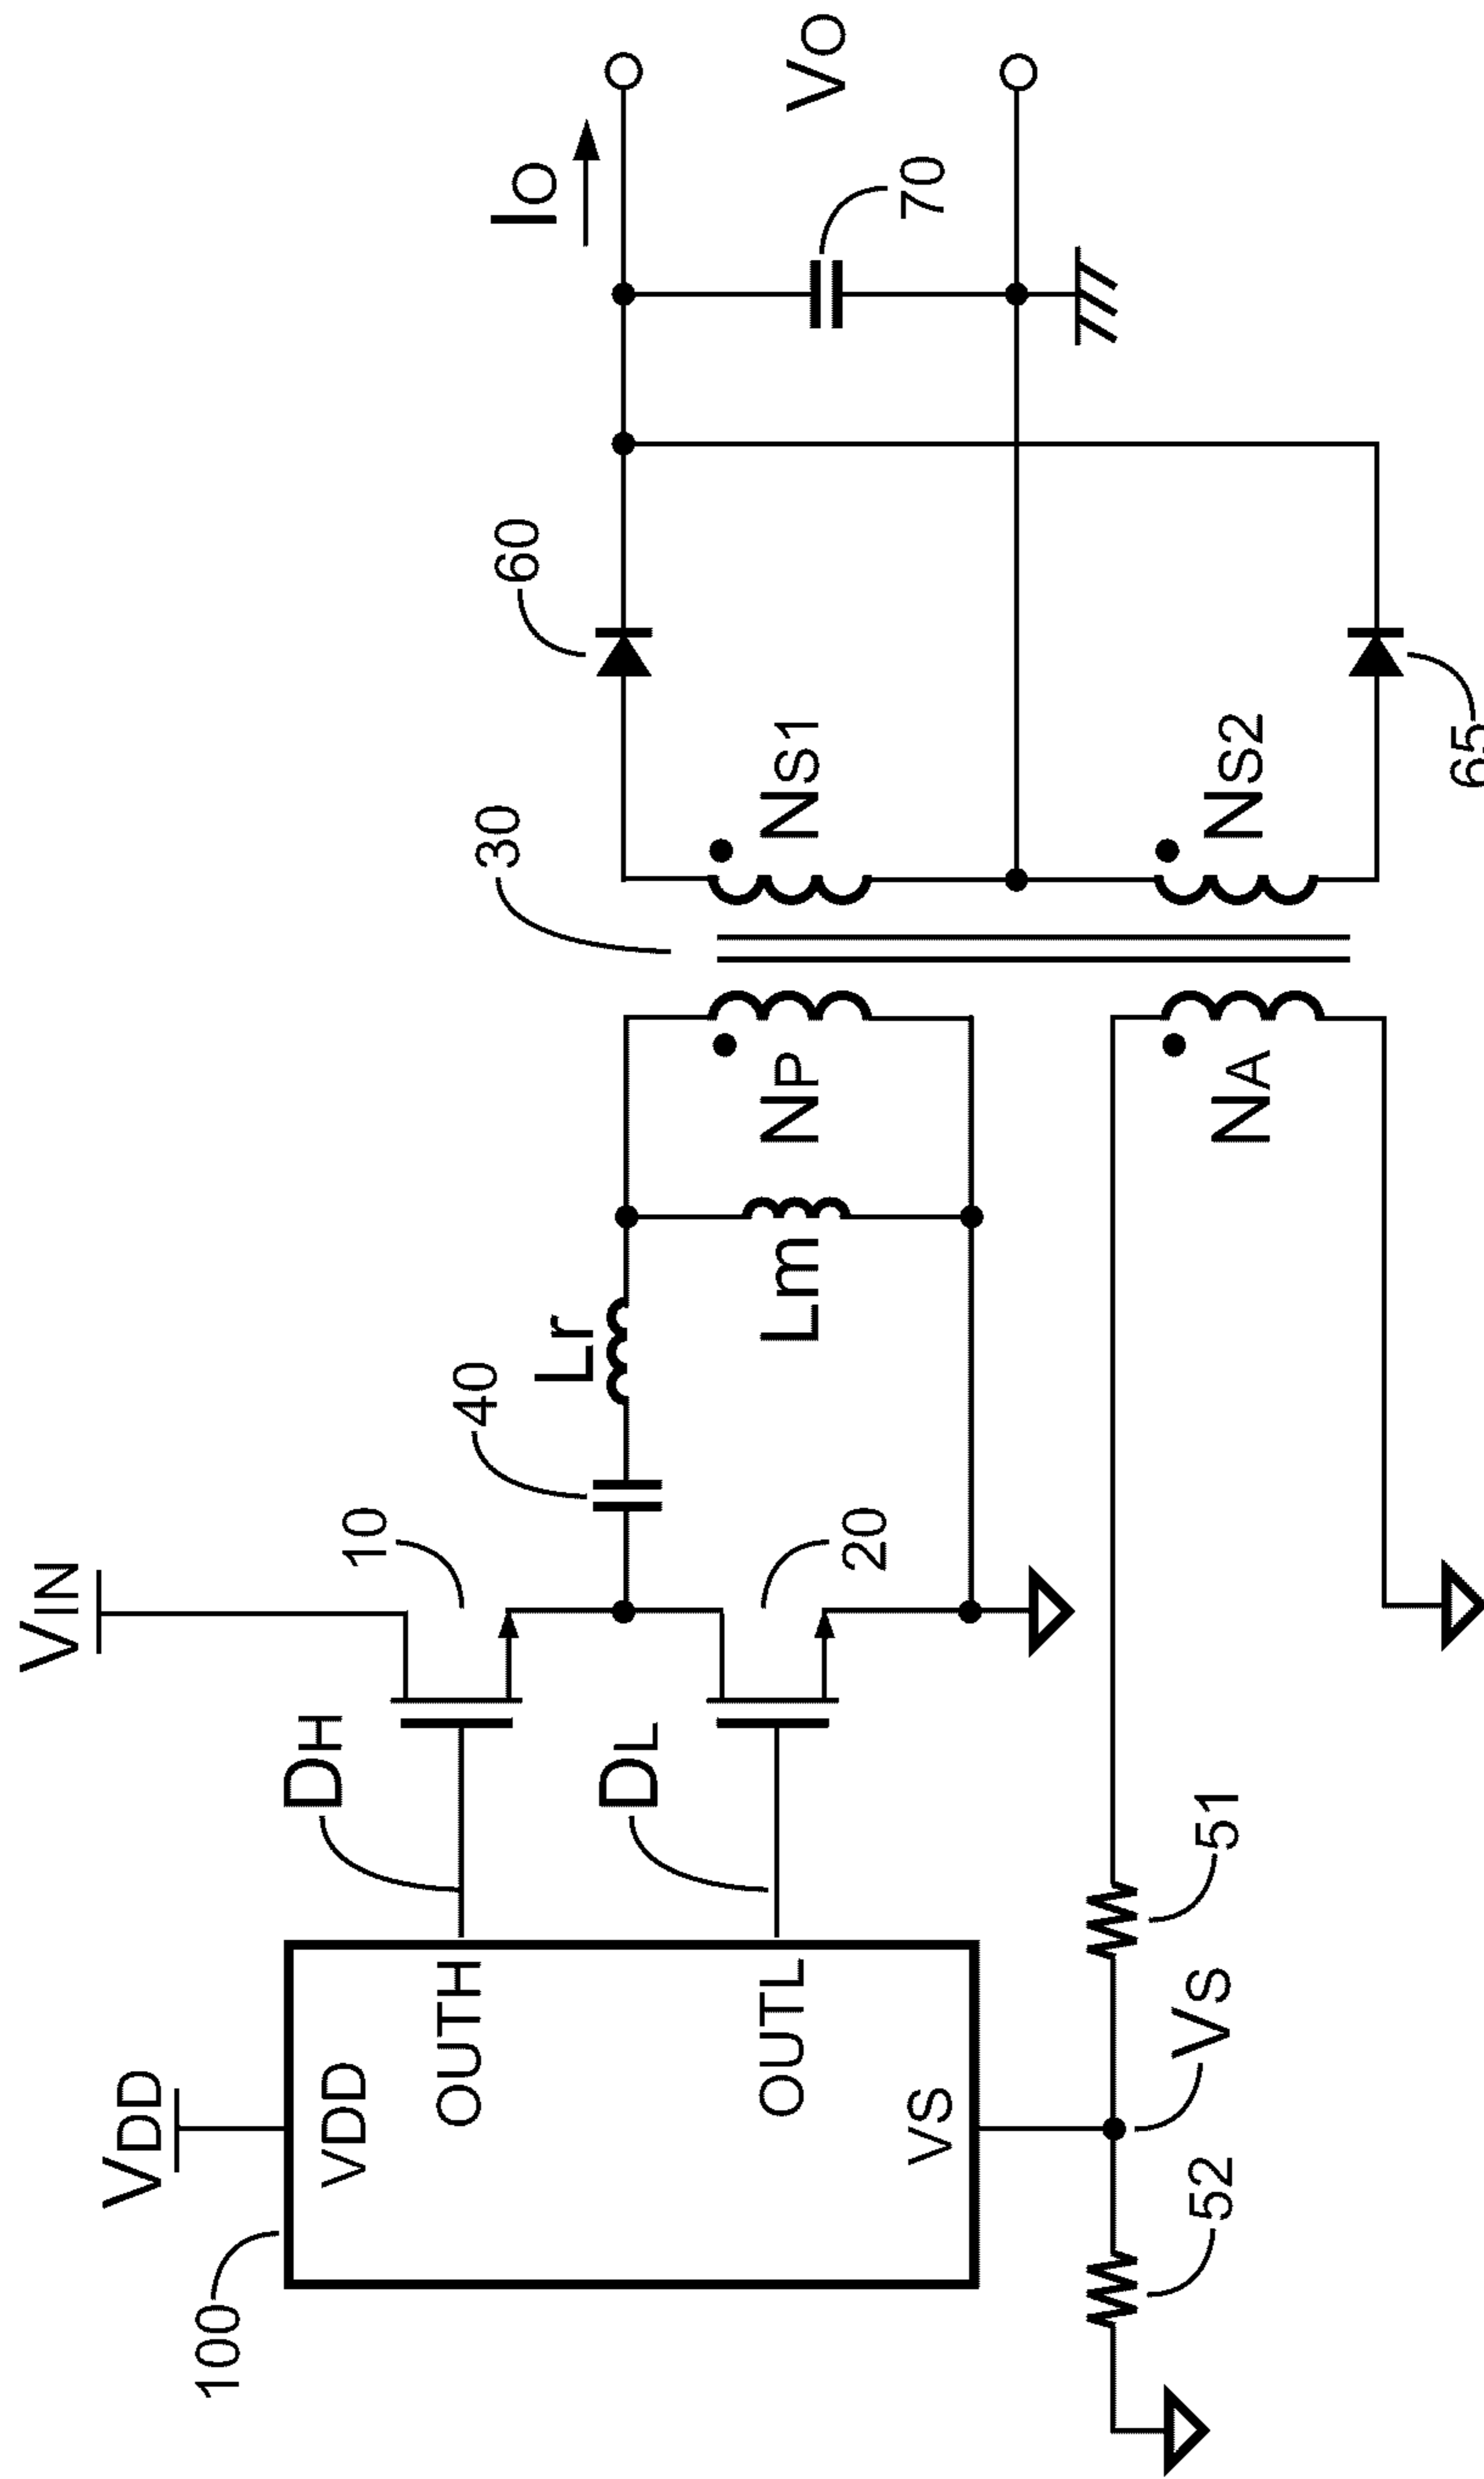 VIN
VDD
100
VDD
OUTH
OUTL
VS
DH
DL
10
20
40
Lr
Lm
30
NP
NA
NS1
NS2
60
65
IO
VO
70
51
VS
52